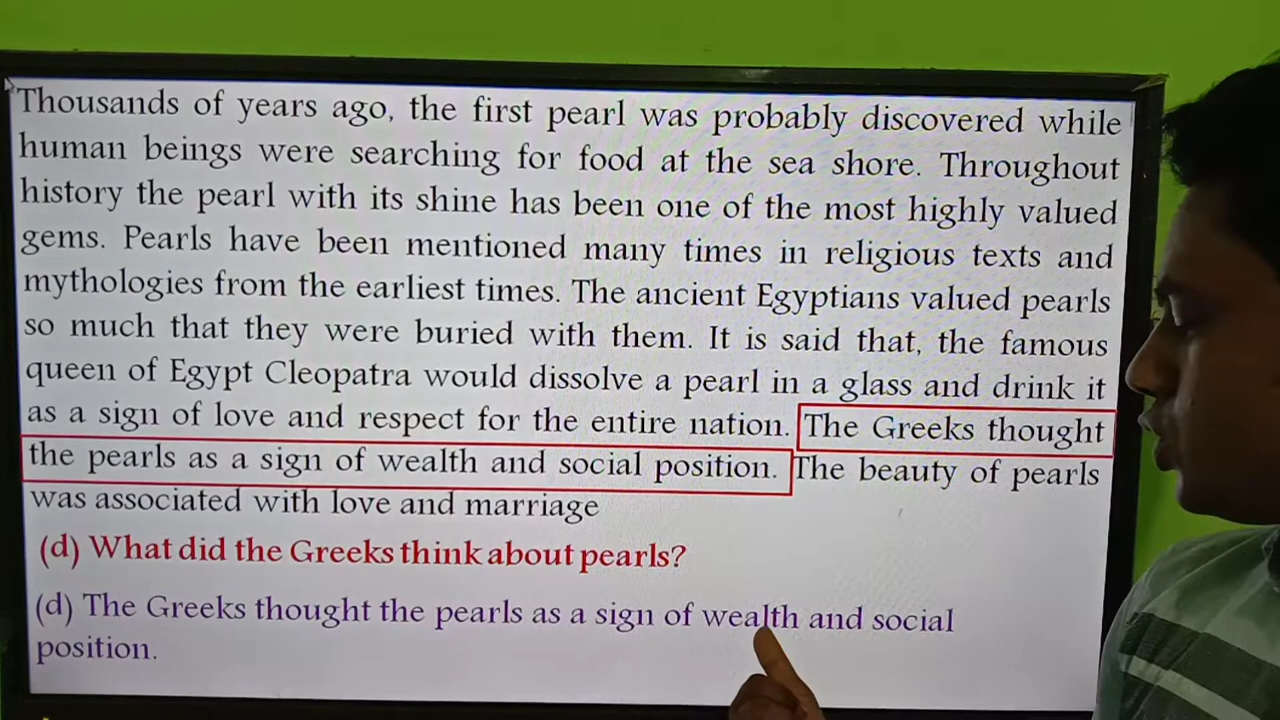 Thousands of years ago, the first pearl was probably discovered while
human beings were searching for food at the sea shore. Throughout
history the pearl with its shine has been one of the most highly valued
gems. Pearls have been mentioned many times in religious texts and
mythologies from the earliest times. The ancient Egyptians valued pearls
so much that they were buried with them. It is said that, the famous
queen of Egypt Cleopatra would dissolve a pearl in a glass and drink it
as a sign of love and respect for the entire nation. The Greeks thought
the pearls as a sign of wealth and social position. The beauty of pearls
was associated with love and marriage
(d) What did the Greeks think about pearls?
(d) The Greeks thought the pearls as a sign of wealth and social
position.